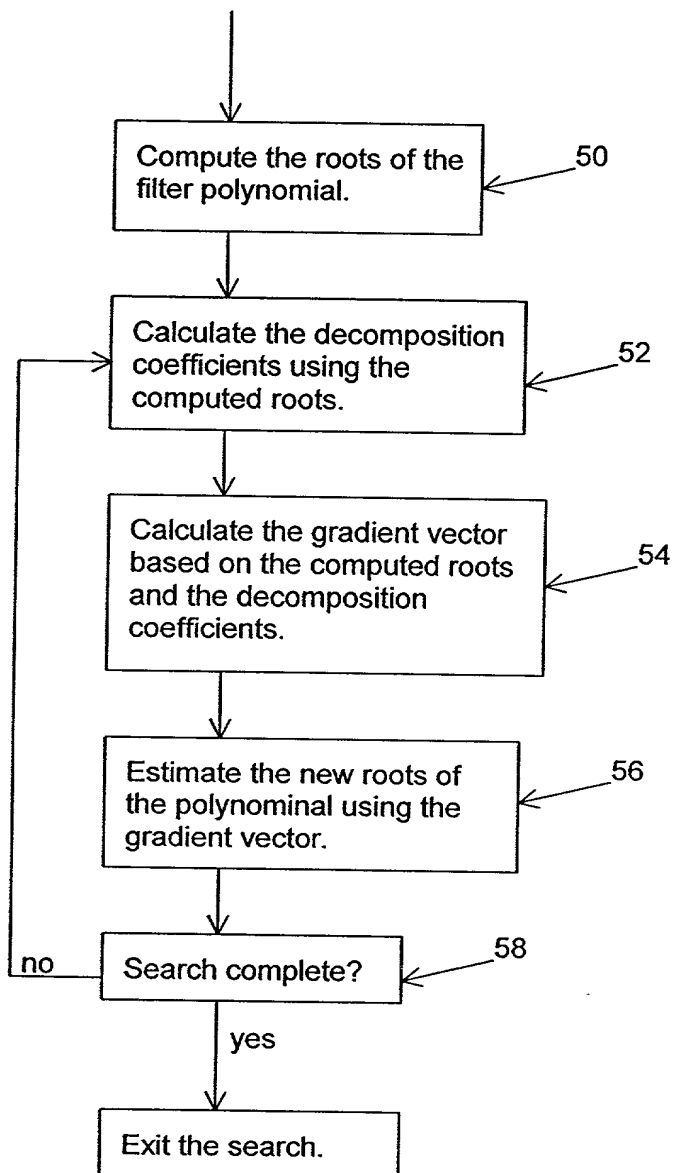 Compute the roots of the
filter polynomial.
50
Calculate the decomposition
coefficients using the
computed roots.
52
Calculate the gradient vector
based on the computed roots
and the decomposition
coefficients.
54
Estimate the new roots of
the polynominal using the
gradient vector.
56
Search complete?
58
no
yes
Exit the search.